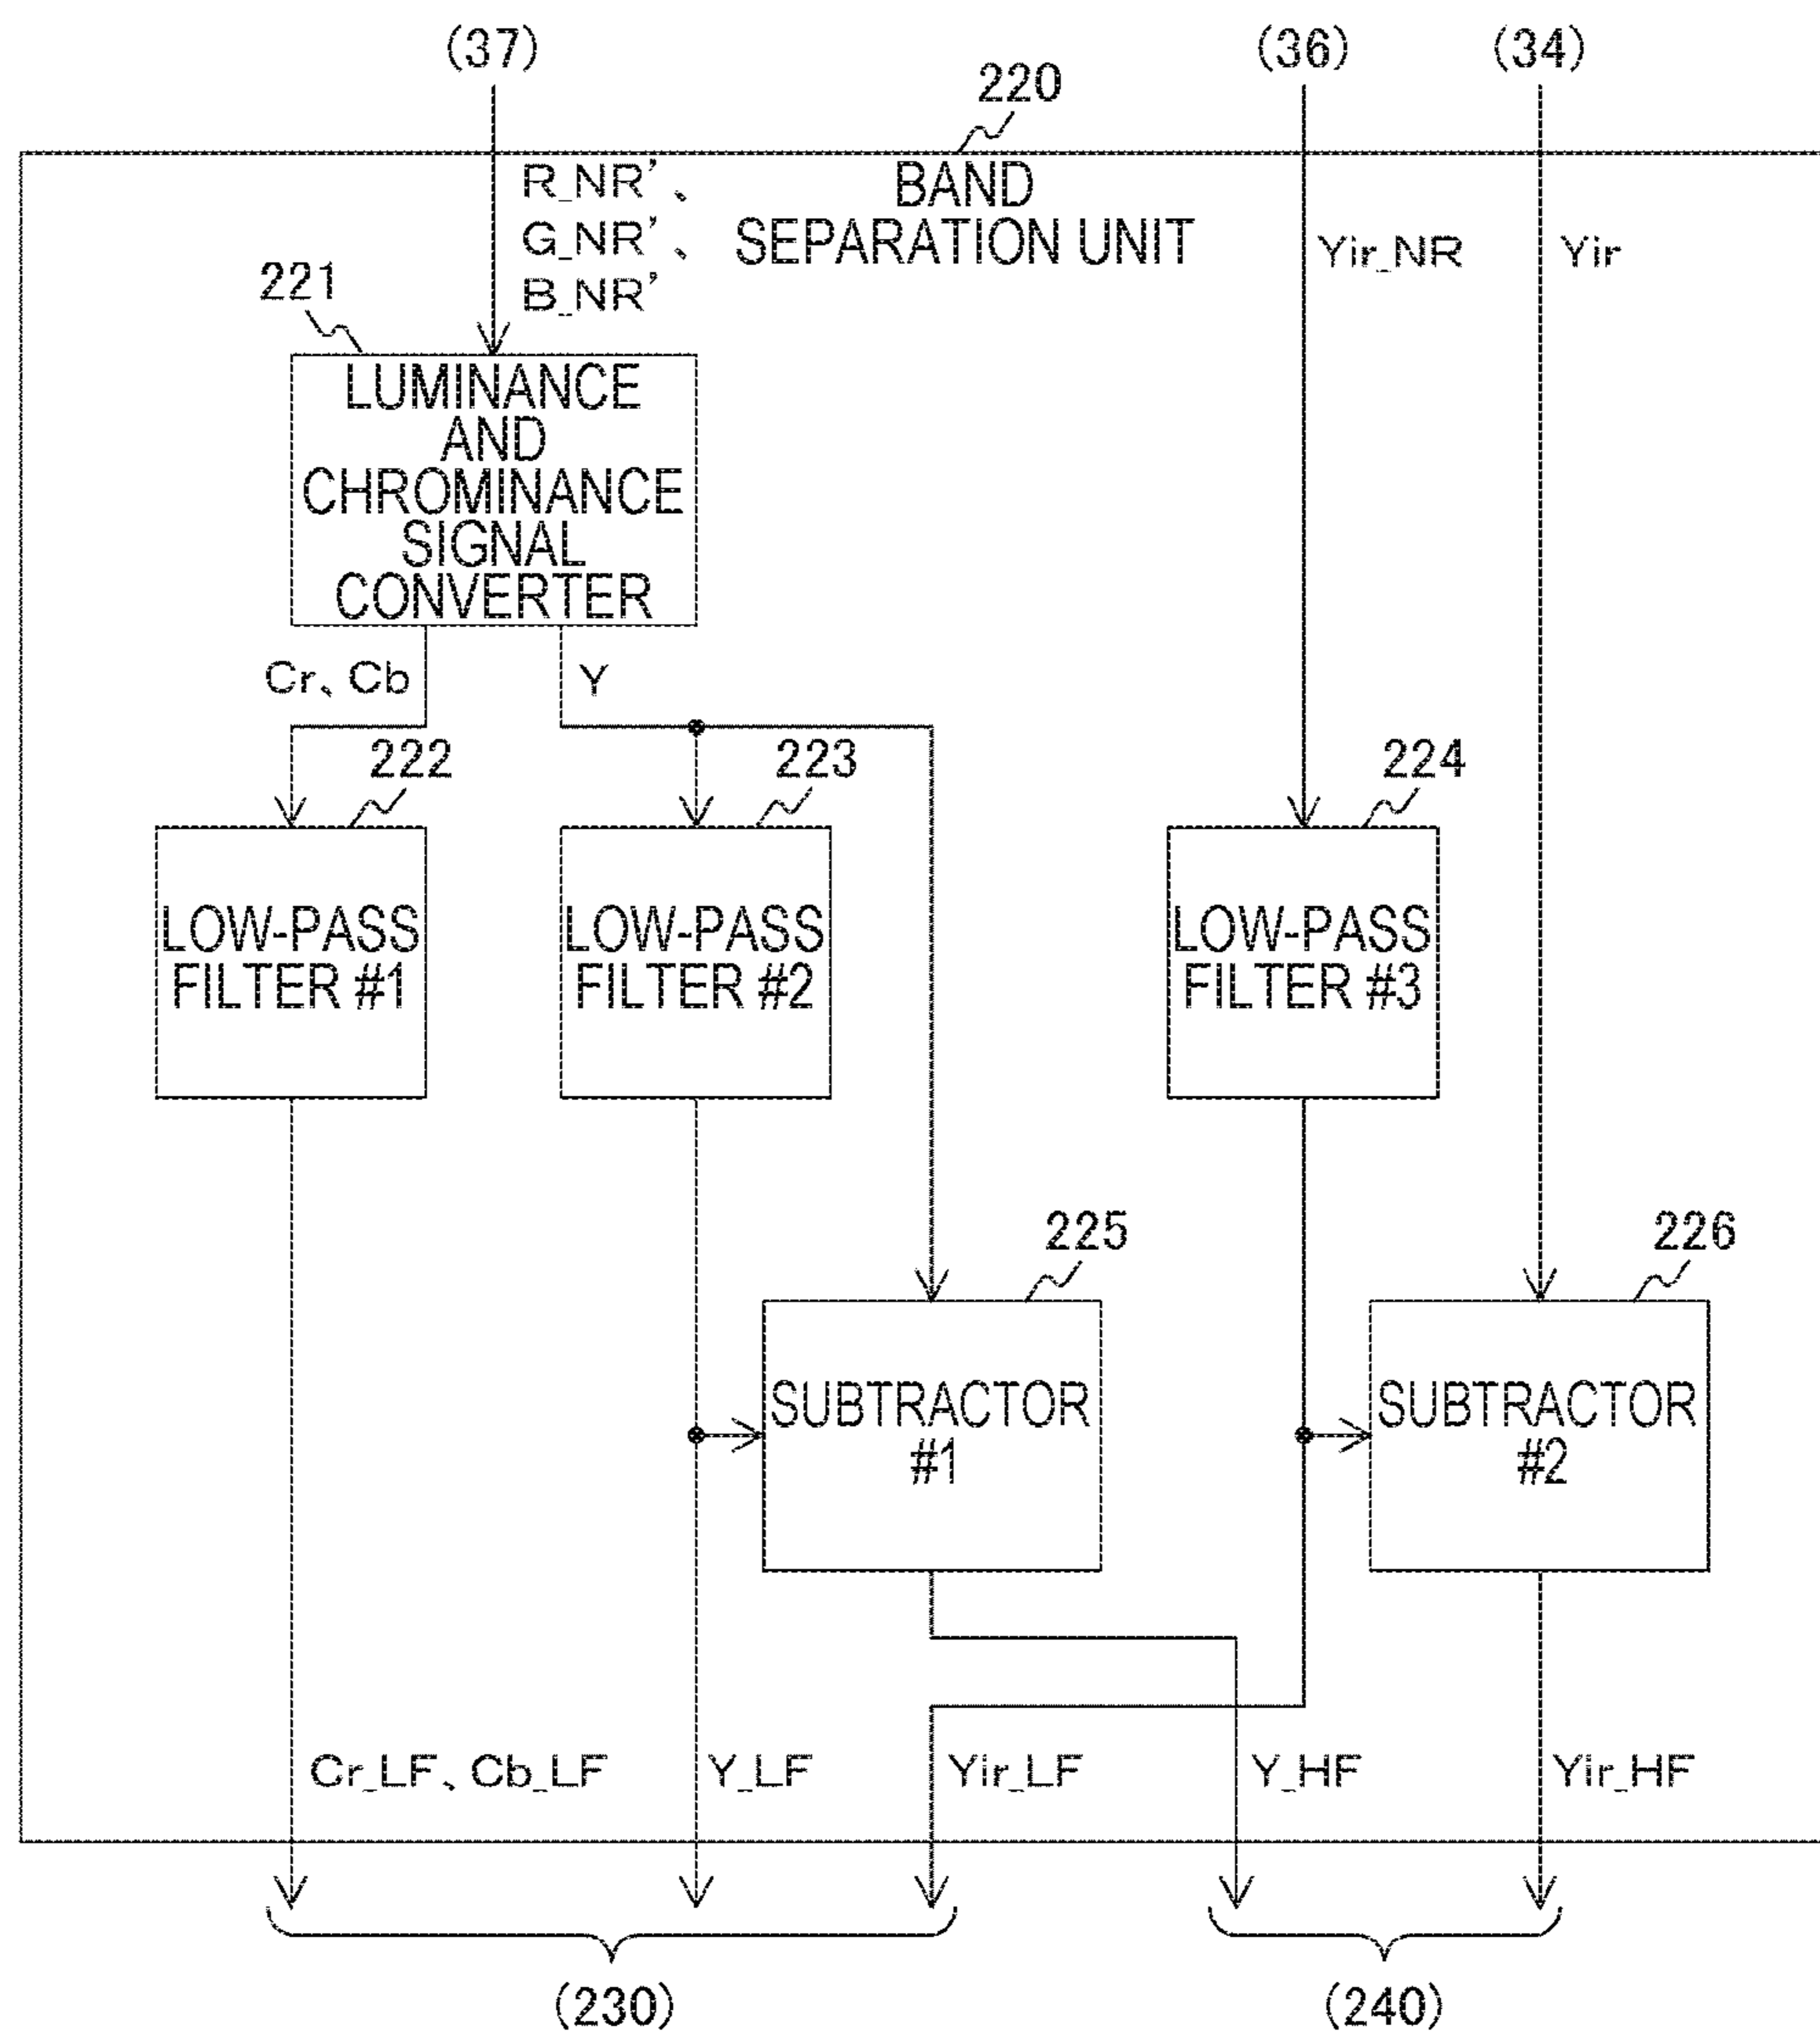 (37)
(36)
(34)
220
R_NR'、
G_NR'、
B_NR'
BAND
SEPARATION UNIT
Yir_NR
Yir
221
LUMINANCE
AND
CHROMINANCE
SIGNAL
CONVERTER
Cr、Cb
Y
222
223
224
LOW-PASS
FILTER #1
LOW-PASS
FILTER #2
LOW-PASS
FILTER #3
225
226
SUBTRACTOR
#1
SUBTRACTOR
#2
Cr_LF、Cb_LF
Y_LF
Yir_LF
Y_HF
Yir_HF
(230)
(240)